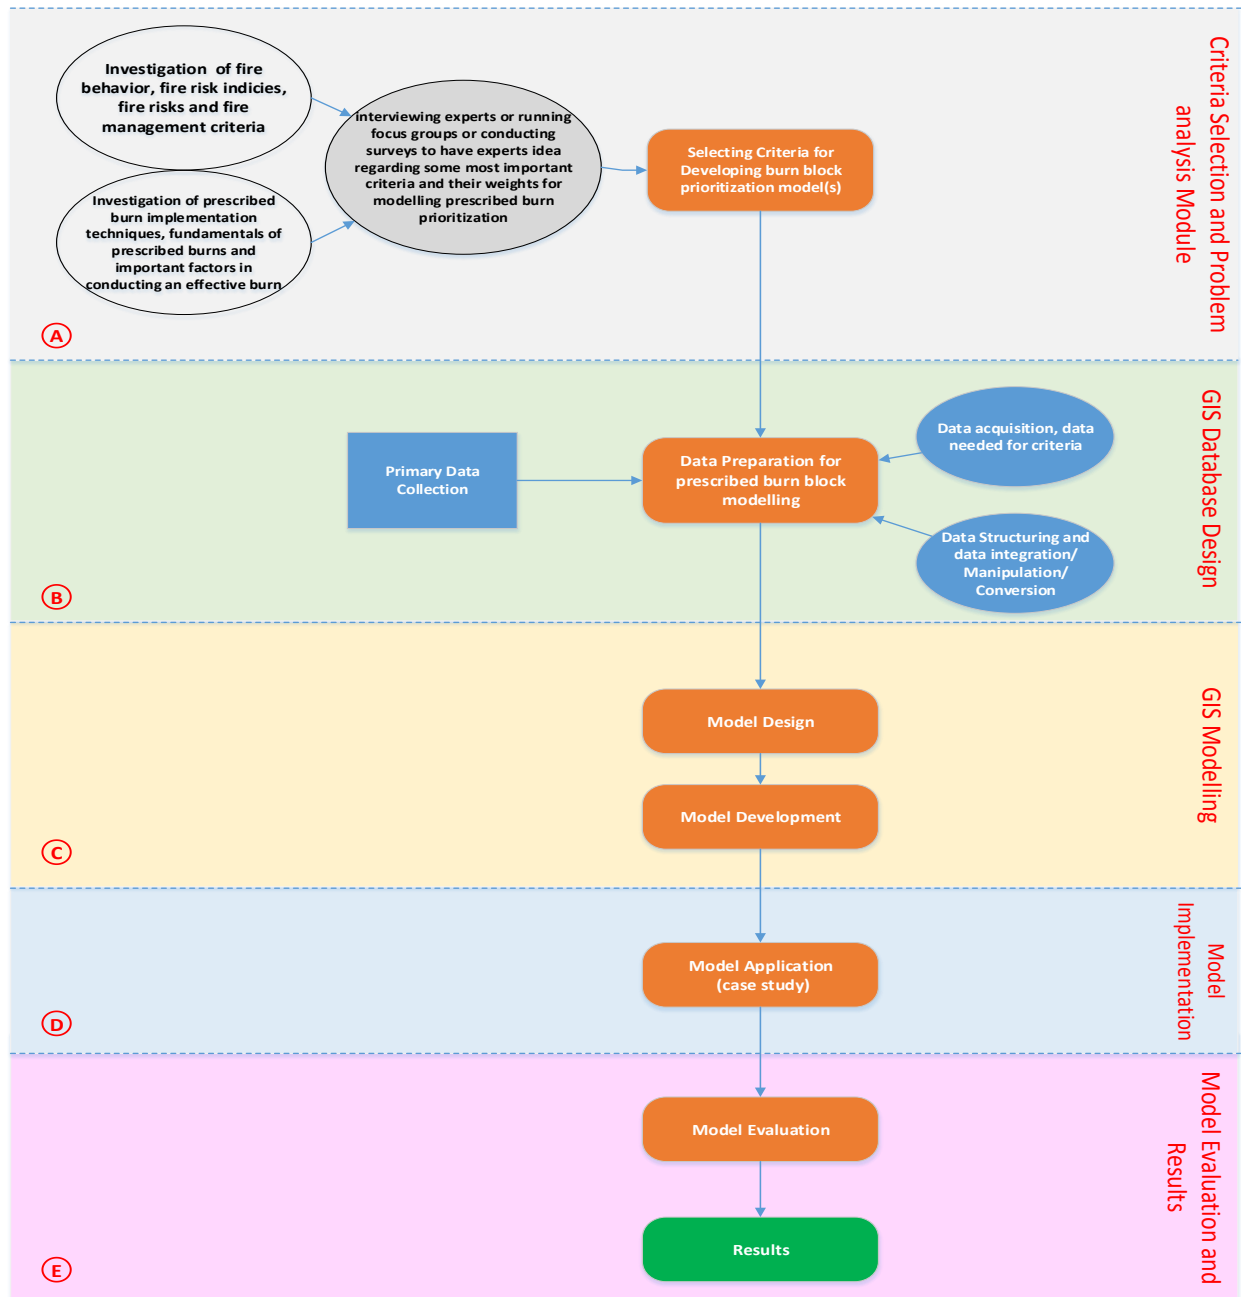 Investigation of fire
behavior, fire risk indicies,
fire risks and fire
management criteria
Investigation of prescribed
burn implementation
techniques, fundamentals of
prescribed burns and
important factors in
conducting an effective burn
interviewing experts or running
focus groups or conducting
surveys to have experts idea
regarding some most important
criteria and their weights for
modelling prescribed burn
prioritization
Selecting Criteria for
Developing burn block
prioritization model(s)
Criteria Selection and Problem
analysis Module
A
Primary Data
Collection
Data Preparation for
prescribed burn block
modelling
Data acquisition, data
needed for criteria
Data Structuring and
data integration/
Manipulation/
Conversion
GIS Database Design
B
Model Design
Model Development
GIS Modelling
C
Model Application
(case study)
Model
Implementation
D
Model Evaluation
Results
Model Evaluation and
Results
E